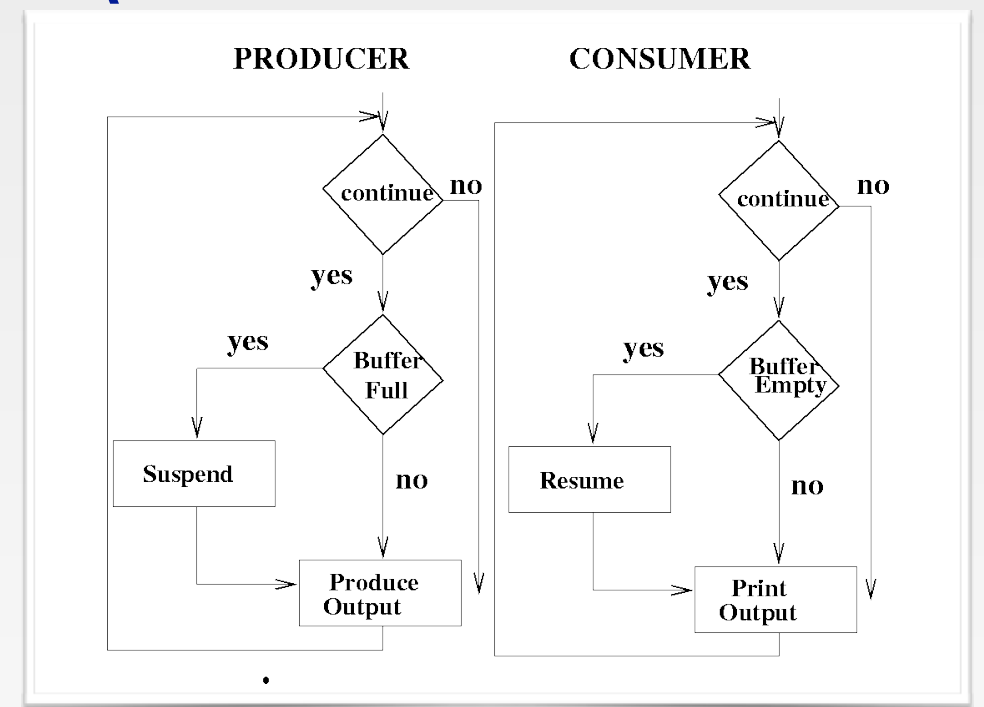 PRODUCER
continue
no
yes
Buffer
Full
yes
Suspend
no
Produce
Output
CONSUMER
continue
no
yes
Buffer
Empty
yes
Resume
no
Print
Output